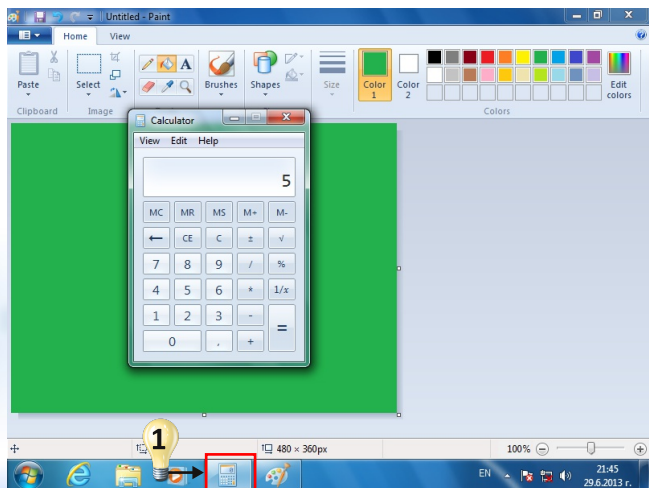 Untitled - Paint
Home View
Paste
Select
Brushes
Shapes
Size
Color
1
Color
2
Edit
colors
Clipboard
Image
Colors
Calculator
View Edit Help
5
MC MR MS M+ M-
← CE C ± √
7 8 9 / %
4 5 6 * 1/x
1 2 3 - =
0 , +
480 × 360px
100%
1
EN
21:45
29.6.2013 г.